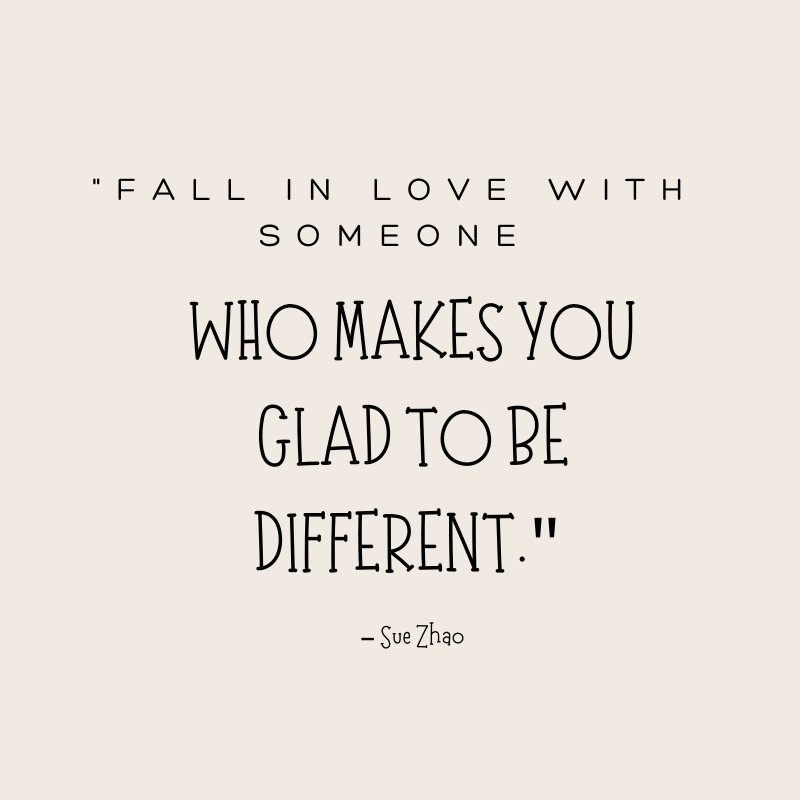 "FALL IN LOVE WITH
SOMEONE
WHO MAKES YOU
GLAD TO BE
DIFFERENT."
– Sue Zhao